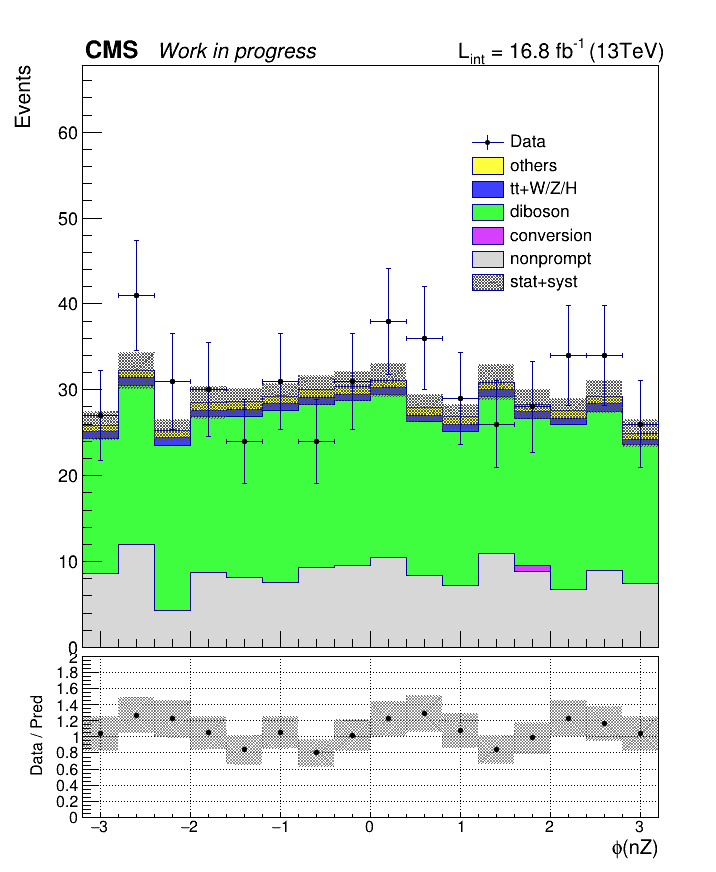 CMS Work in progress L_int = 16.8 fb^-1 (13TeV)
Events
60
50
40
30
20
10
0
Data
others
tt+W/Z/H
diboson
conversion
nonprompt
stat+syst
Data / Pred
2
1.8
1.6
1.4
1.2
1
0.8
0.6
0.4
0.2
0
−3 −2 −1 0 1 2 3
ϕ(nZ)